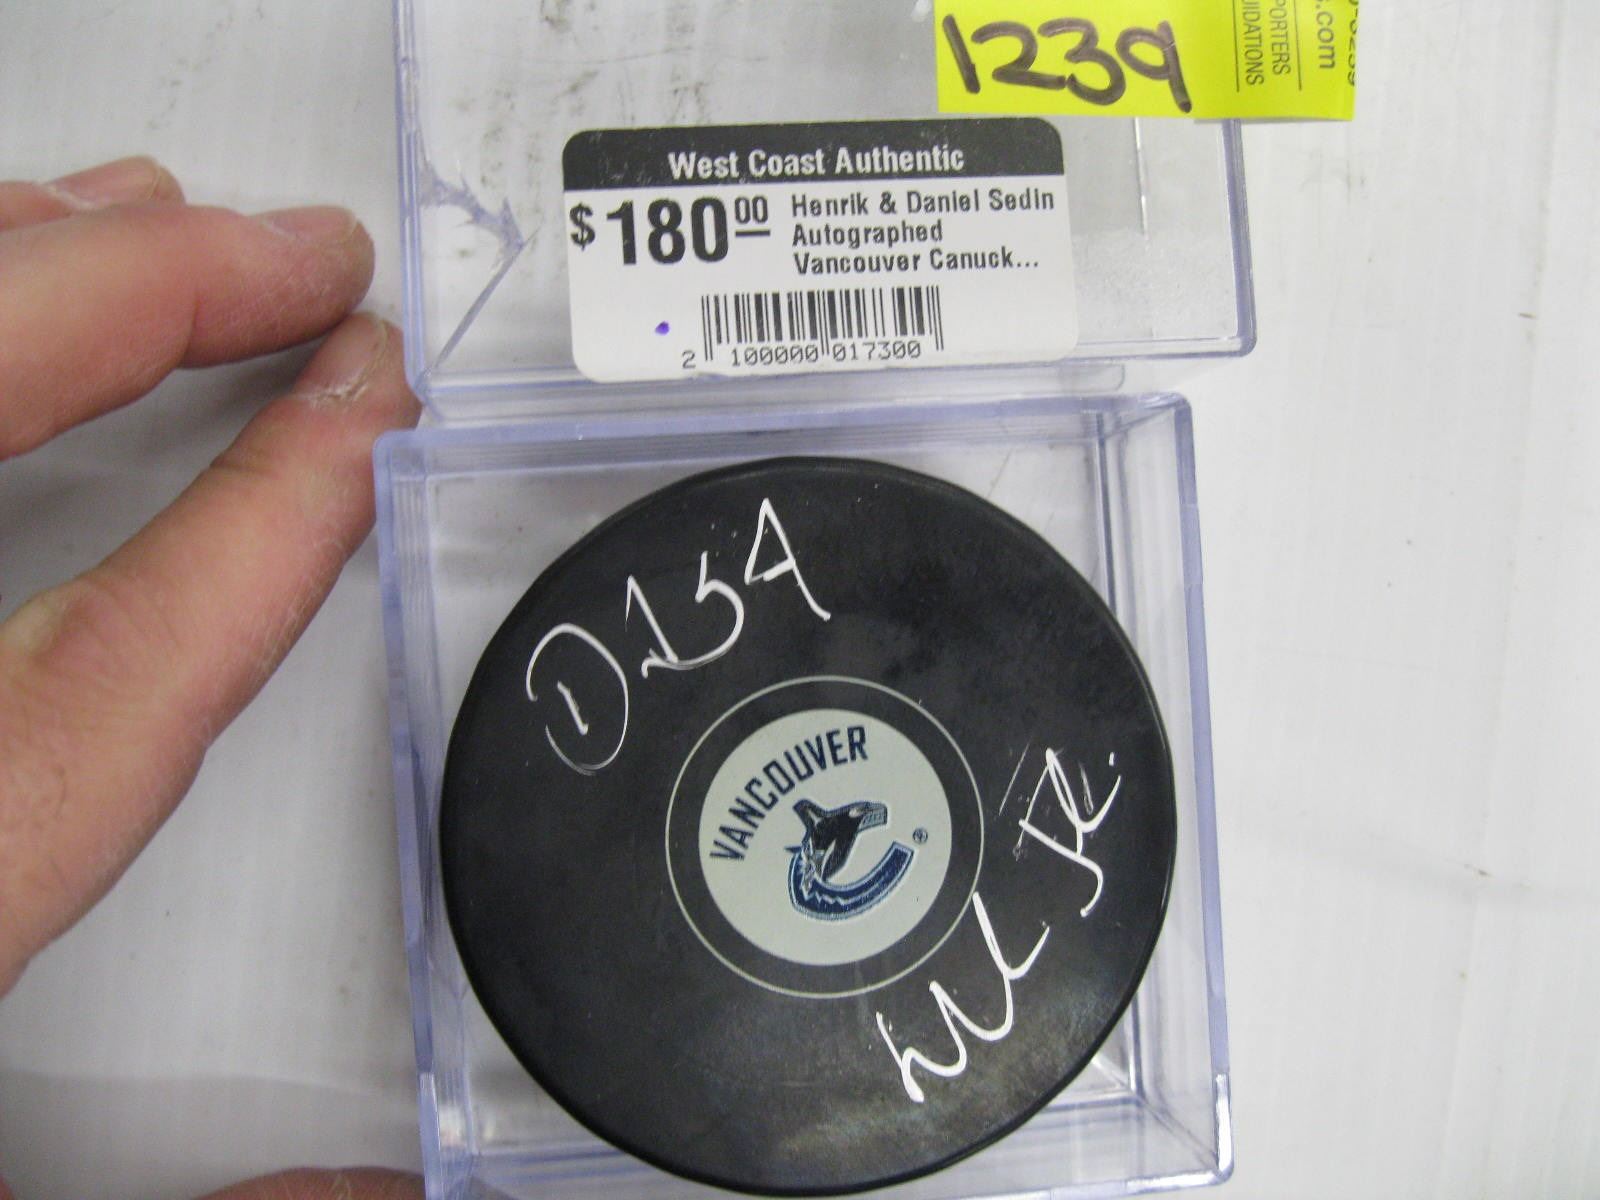 1239
PORTERS
UIDATIONS
s.com
West Coast Authentic
$180.00 Henrik & Daniel Sedin
Autographed
Vancouver Canuck...
2 100000 017300
VANCOUVER
®